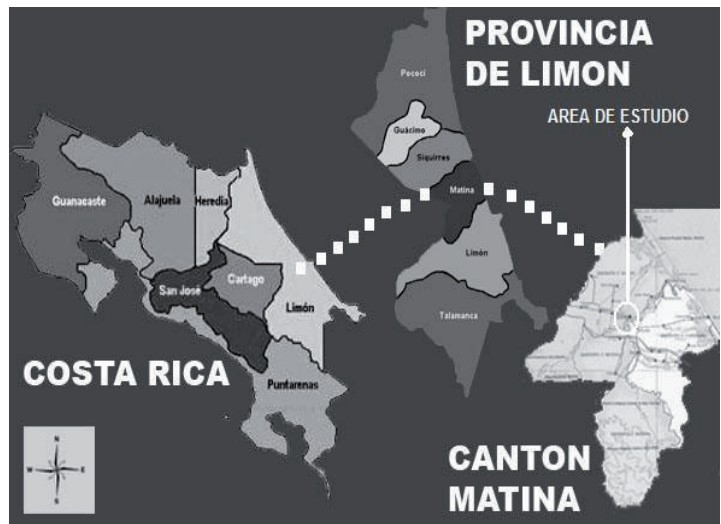 PROVINCIA
DE LIMON
AREA DE ESTUDIO
Pococí
Guácimo
Siquirres
Matina
Limón
Talamanca
Guanacaste
Alajuela
Heredia
San José
Cartago
Limón
Puntarenas
COSTA RICA
CANTON
MATINA
N
W
E
S